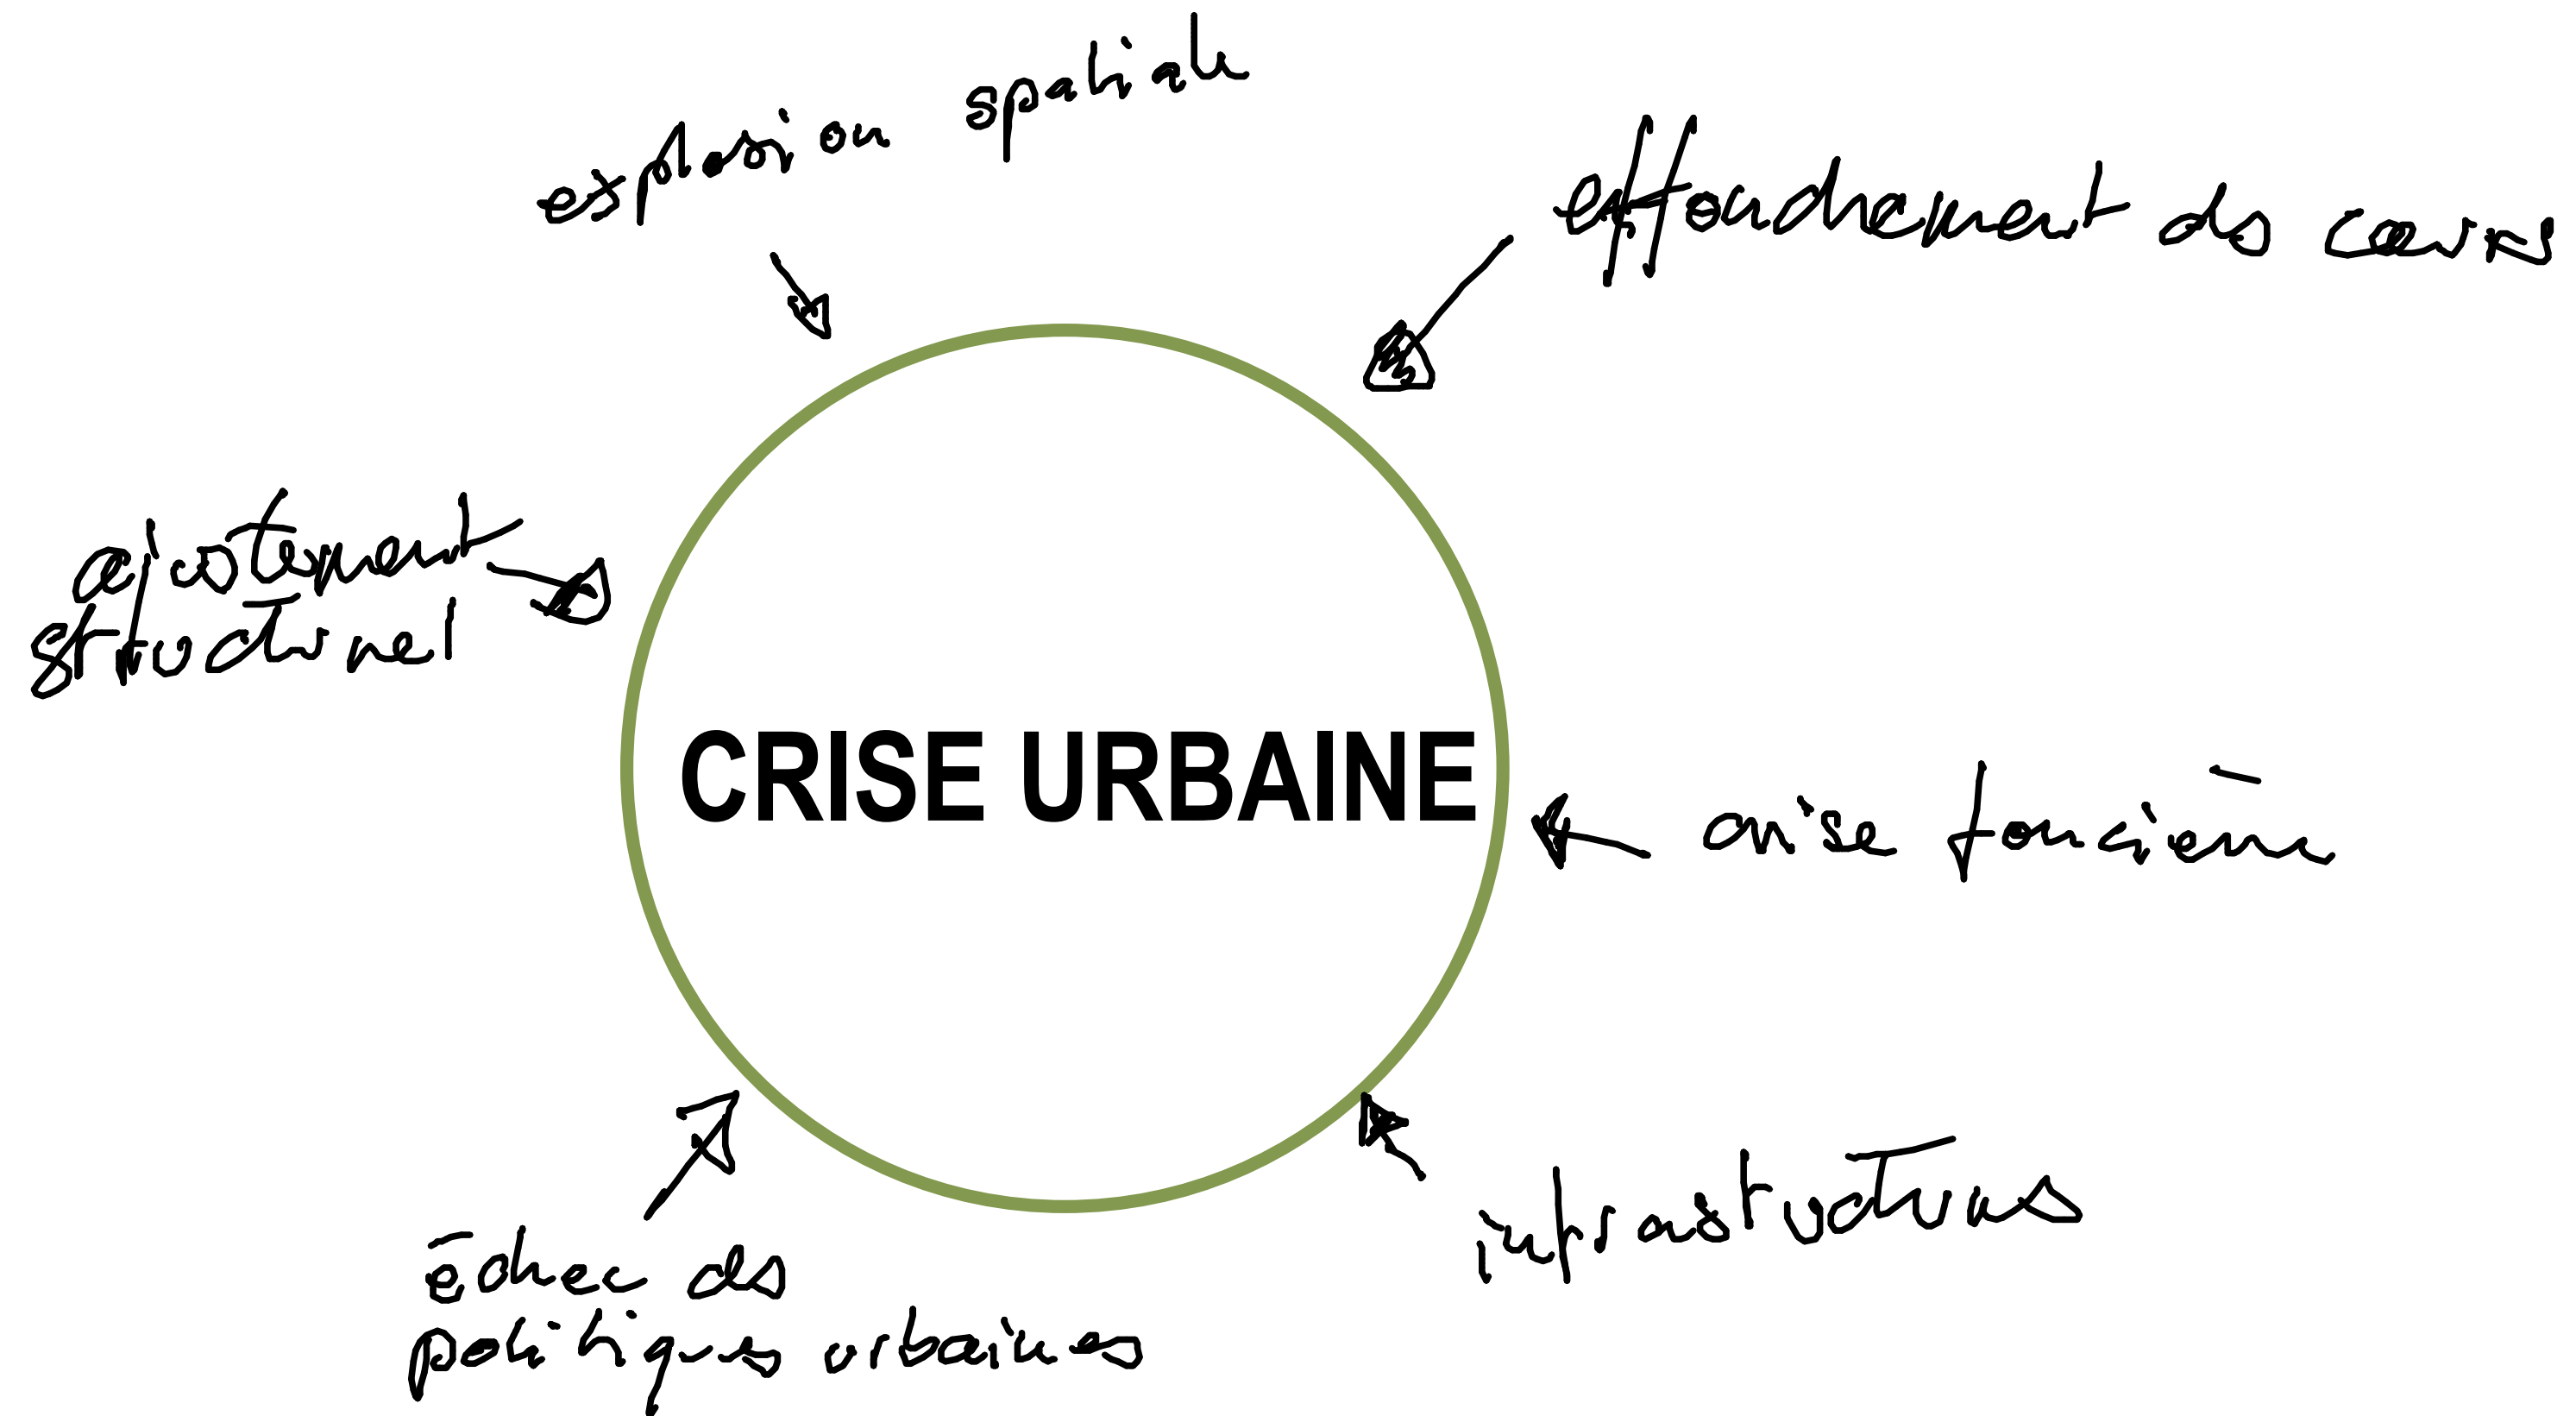 explosion spatiale
effondrement des cours
ajustement
structurel
CRISE URBAINE
crise foncière
infrastructures
échec des
politiques urbaines